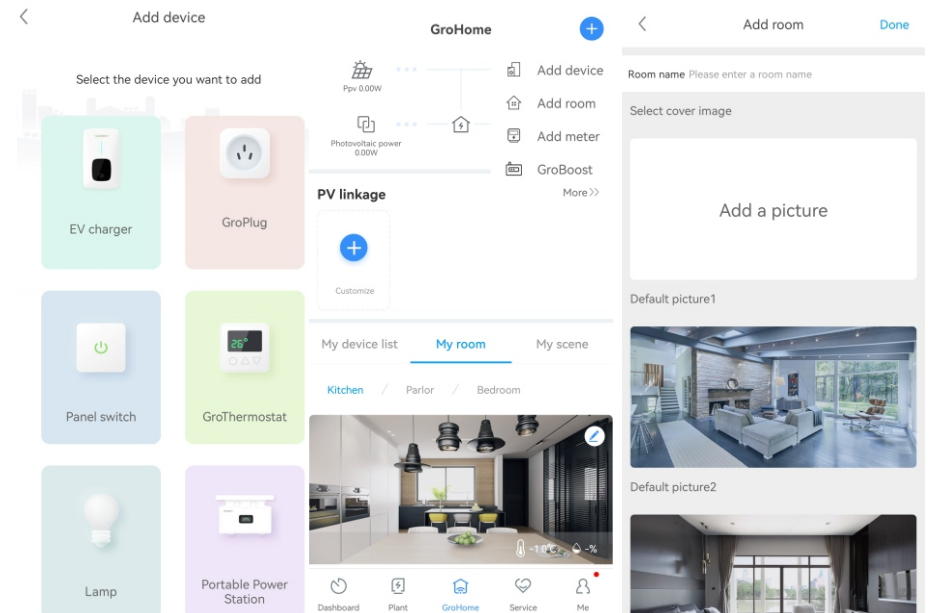 Add device
Select the device you want to add
EV charger
GroPlug
Panel switch
26°
GroThermostat
Lamp
Portable Power
Station
GroHome
Ppv 0.00W
Photovoltaic power
0.00W
Add device
Add room
Add meter
GroBoost
PV linkage
More
Customize
My device list
My room
My scene
Kitchen / Parlor / Bedroom
-1.0℃
-%
Dashboard
Plant
GroHome
Service
Me
Add room
Done
Room name Please enter a room name
Select cover image
Add a picture
Default picture1
Default picture2